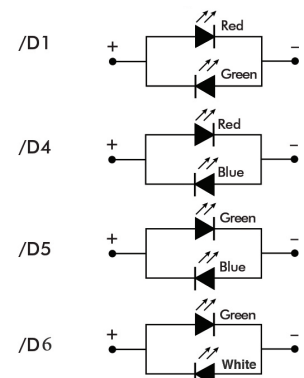 Red
/D1 + −
Green
Red
/D4 + −
Blue
Green
/D5 + −
Blue
Green
/D6 + −
White